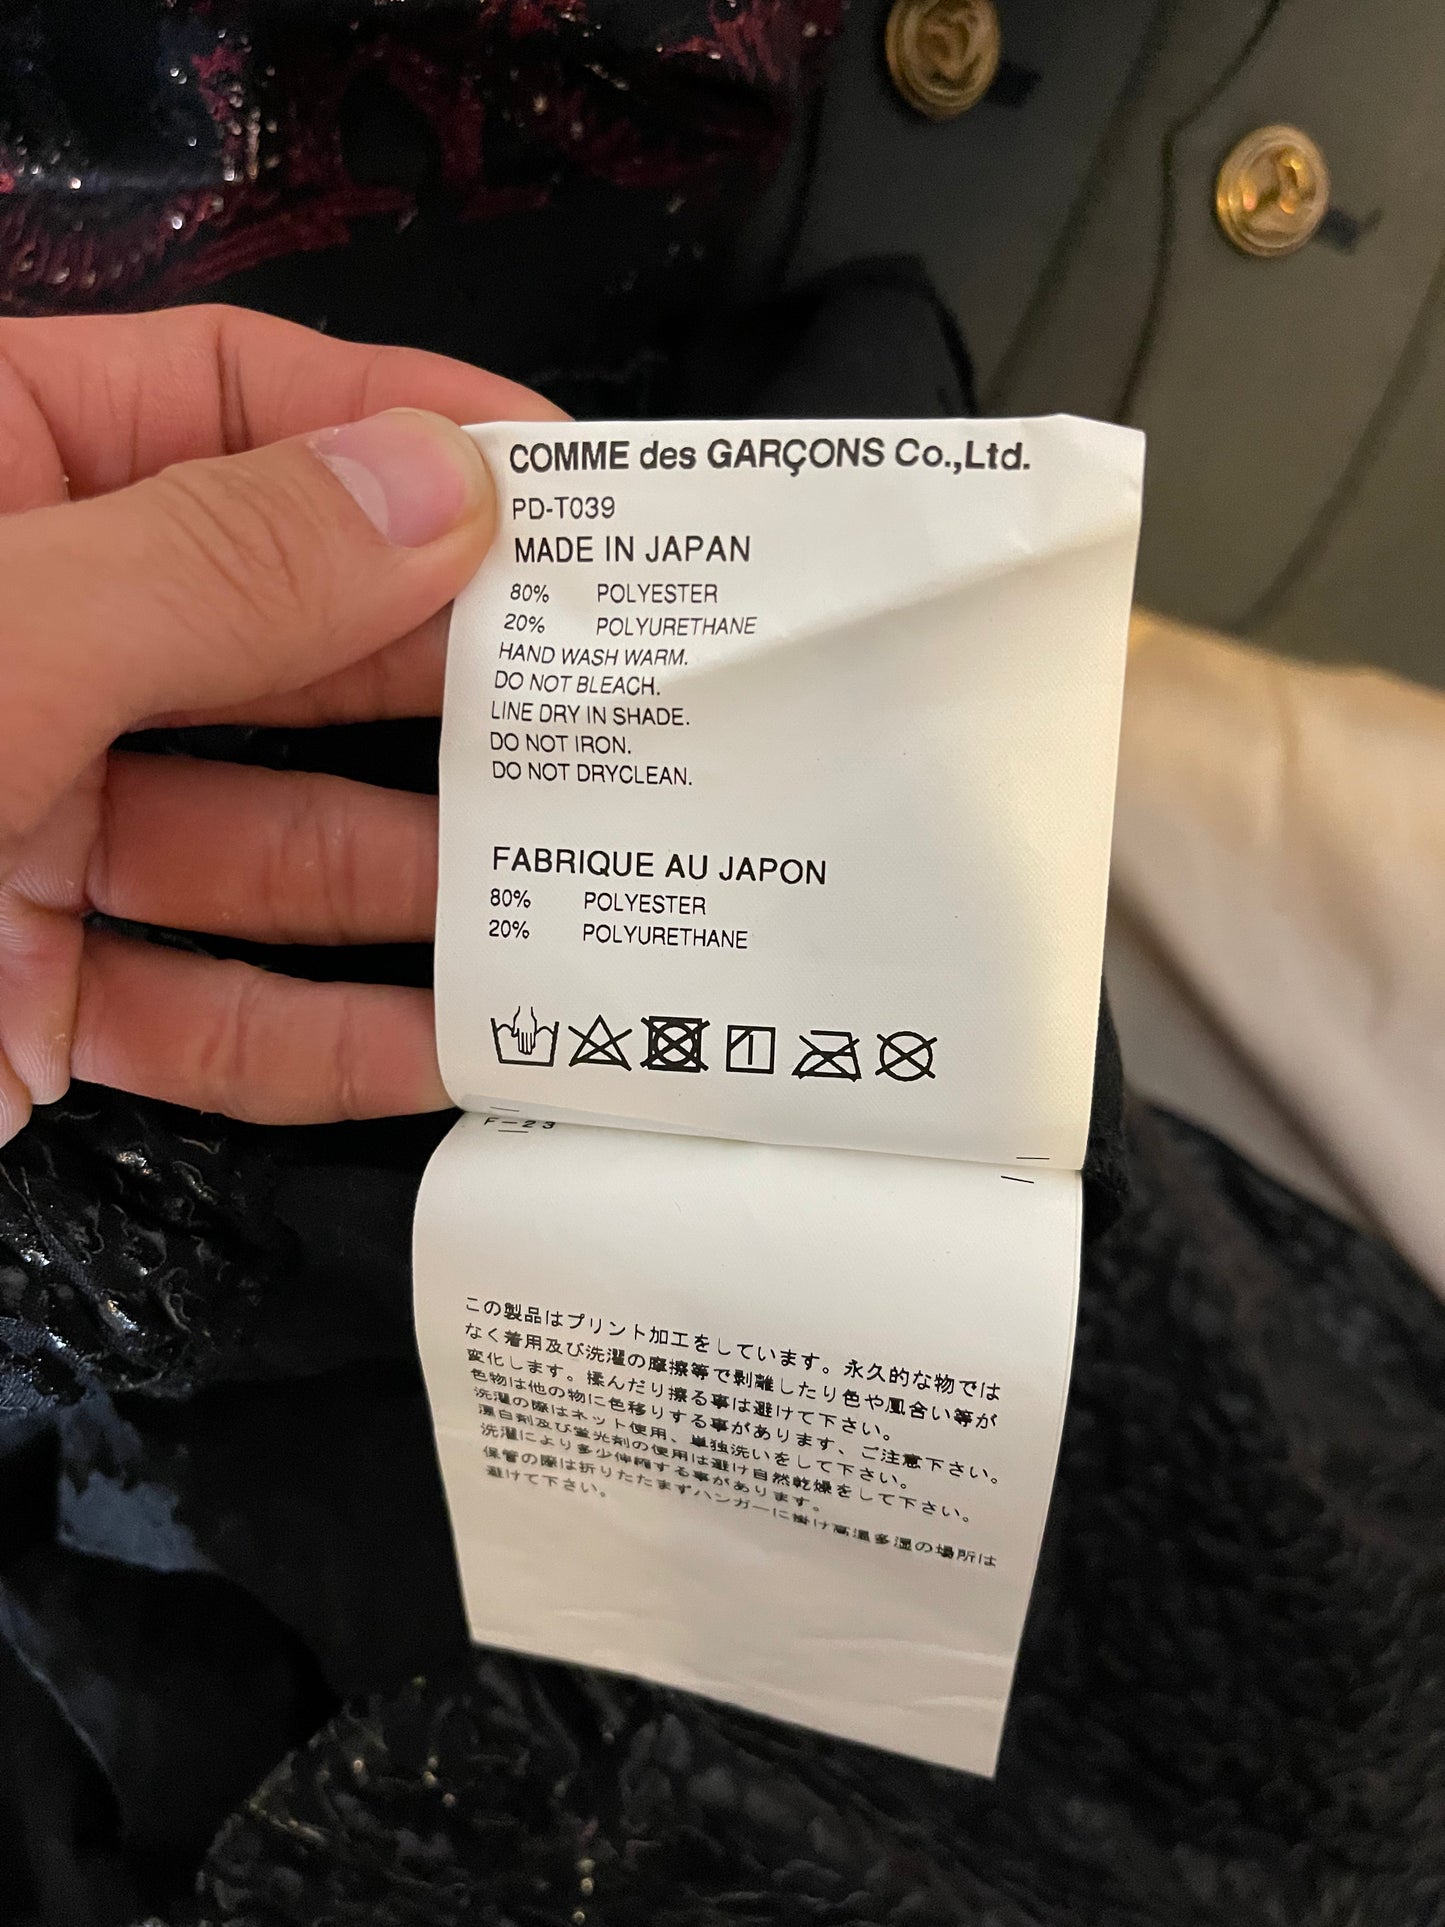 COMME des GARÇONS Co.,Ltd.
PD-T039
MADE IN JAPAN
80% POLYESTER
20% POLYURETHANE
HAND WASH WARM.
DO NOT BLEACH.
LINE DRY IN SHADE.
DO NOT IRON.
DO NOT DRYCLEAN.
FABRIQUE AU JAPON
80% POLYESTER
20% POLYURETHANE
F-23
この製品はプリント加工をしています。永久的な物では
なく着用及び洗濯の摩擦等で剥離したり色や風合い等が
変化します。揉んだり擦る事は避けて下さい。
色物は他の物に色移りする事があります、ご注意下さい。
洗濯の際はネット使用、単独洗いをして下さい。
漂白剤及び蛍光剤の使用は避け自然乾燥をして下さい。
洗濯により多少伸縮する事があります。
保管の際は折りたたまずハンガーに掛け高温多湿の場所は
避けて下さい。